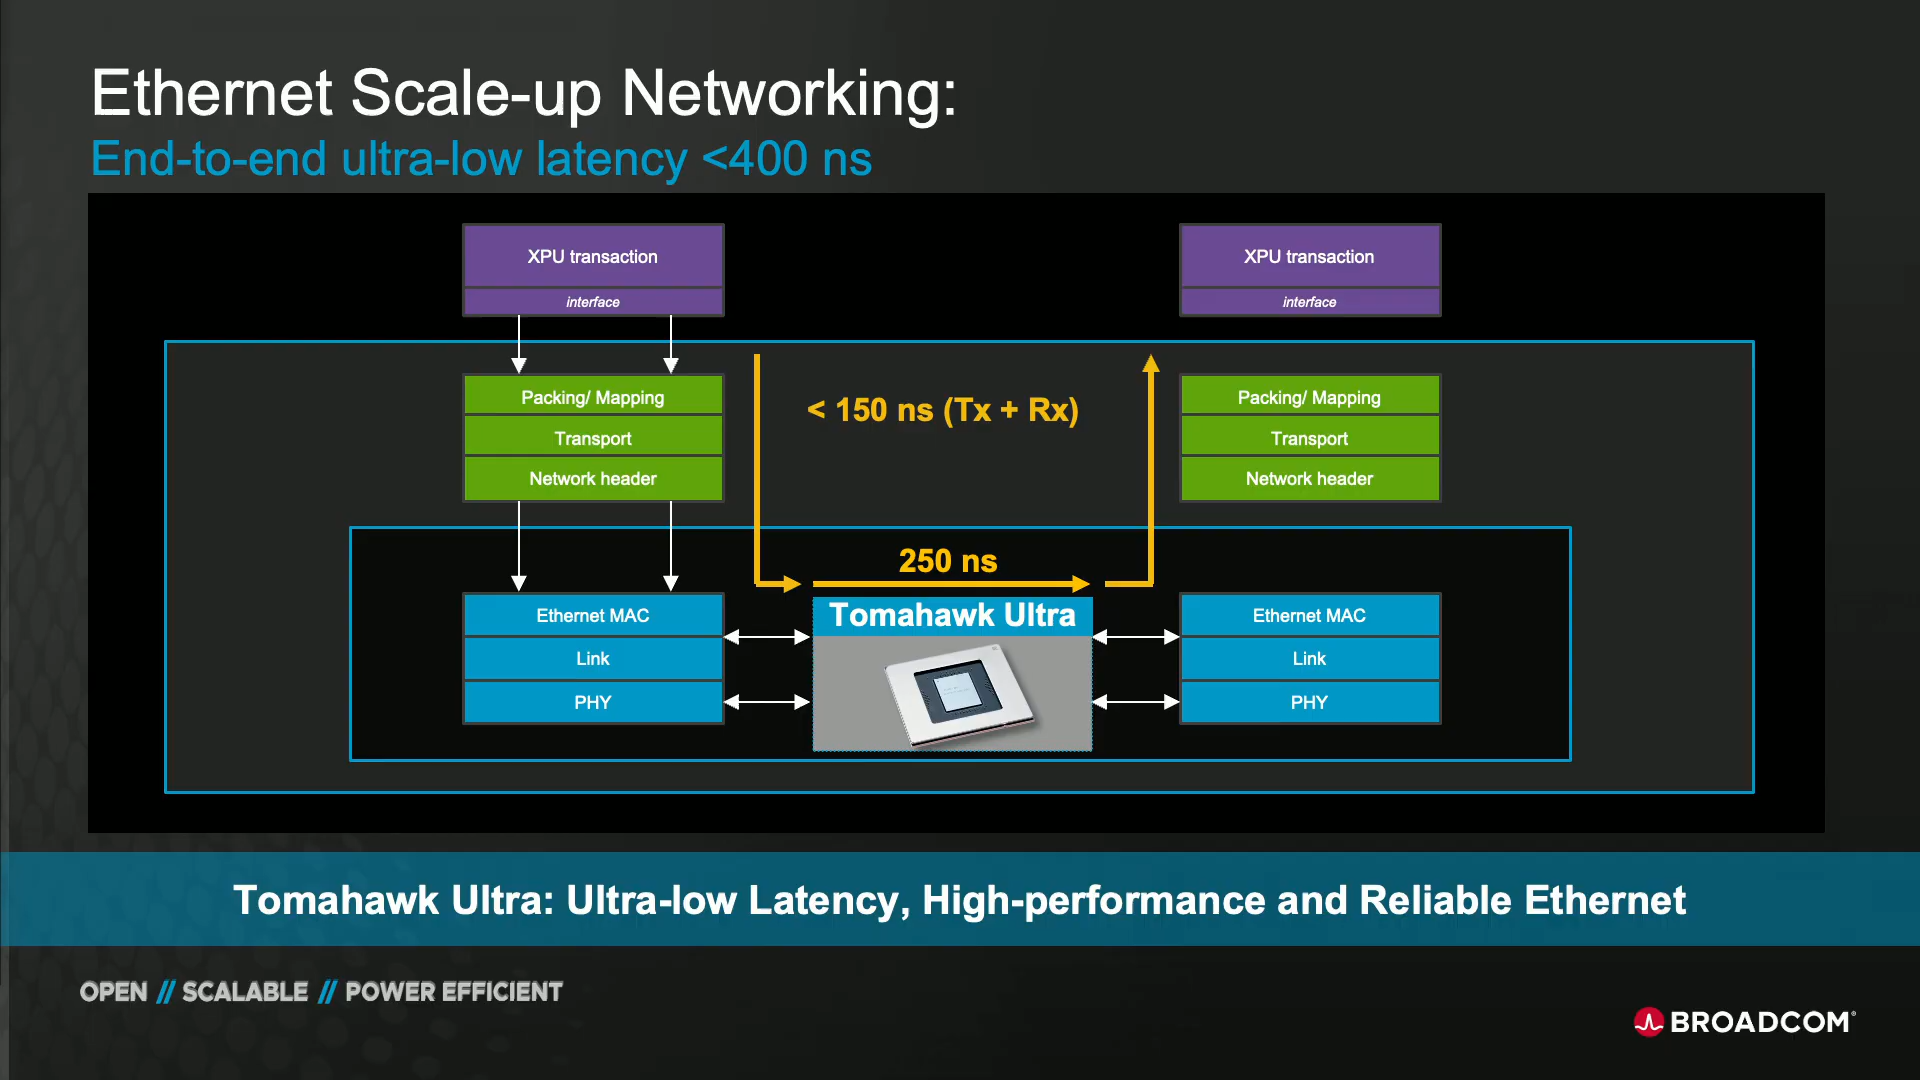 Ethernet Scale-up Networking:
End-to-end ultra-low latency <400 ns
XPU transaction
interface
XPU transaction
interface
Packing/ Mapping
Transport
Network header
< 150 ns (Tx + Rx)
Packing/ Mapping
Transport
Network header
250 ns
Ethernet MAC
Link
PHY
Tomahawk Ultra
Ethernet MAC
Link
PHY
Tomahawk Ultra: Ultra-low Latency, High-performance and Reliable Ethernet
OPEN // SCALABLE // POWER EFFICIENT
BROADCOM®